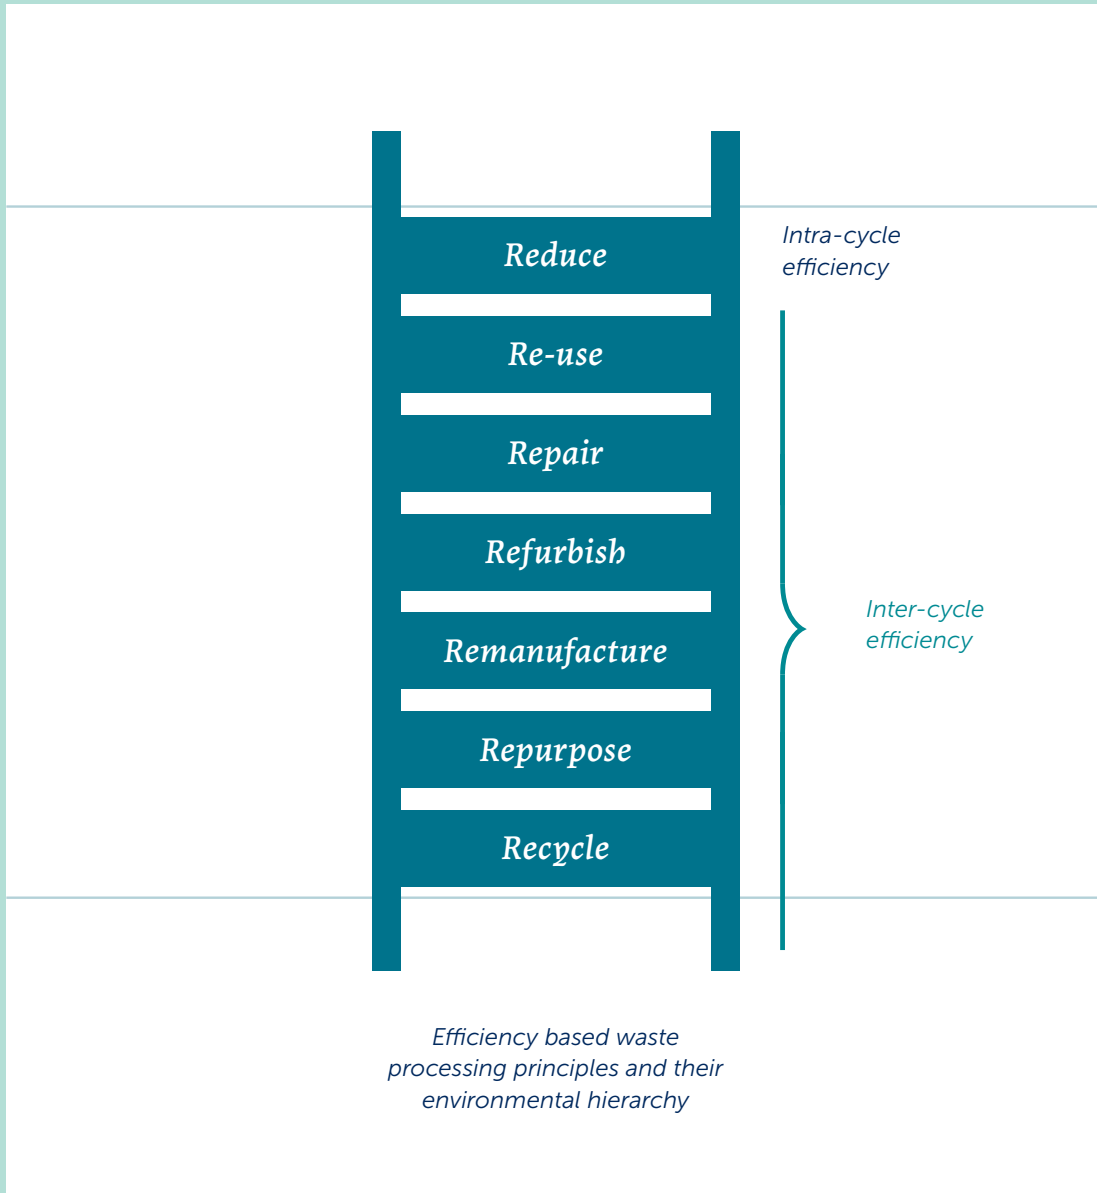 Reduce
Intra-cycle
efficiency
Re-use
Repair
Refurbish
Inter-cycle
efficiency
Remanufacture
Repurpose
Recycle
Efficiency based waste
processing principles and their
environmental hierarchy